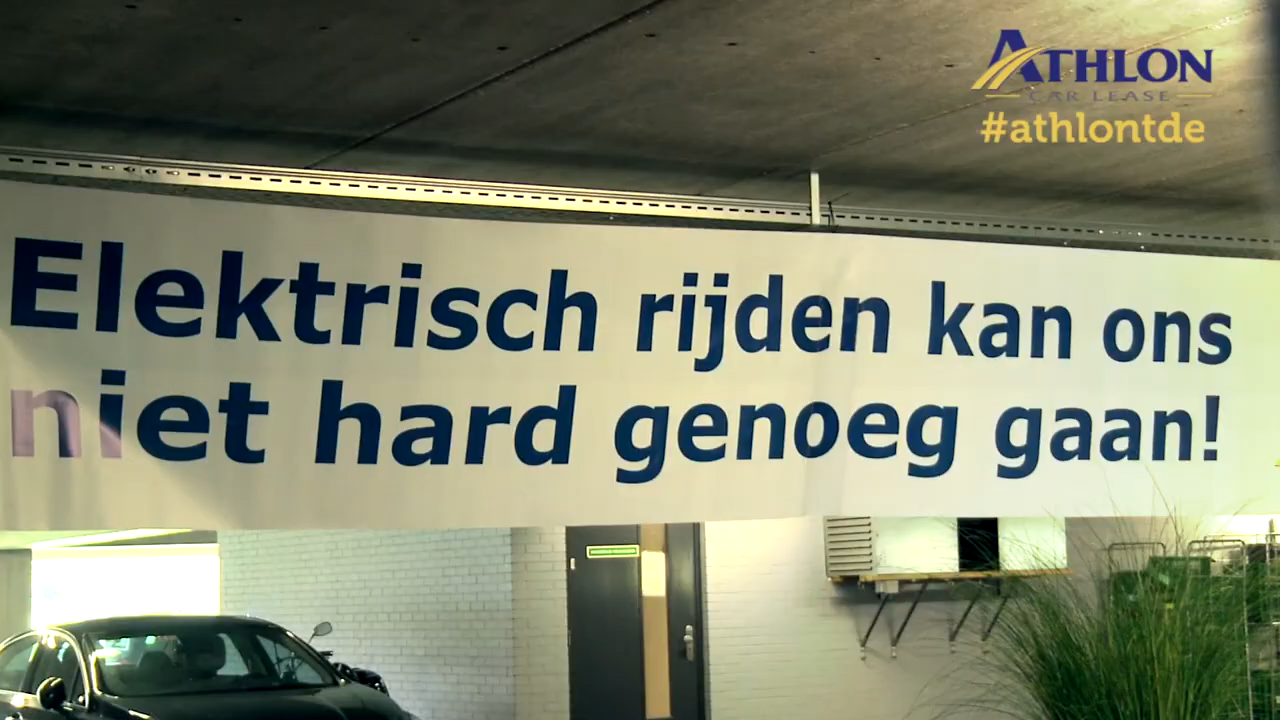 ATHLON
CAR LEASE
#athlontde
Elektrisch rijden kan ons
niet hard genoeg gaan!